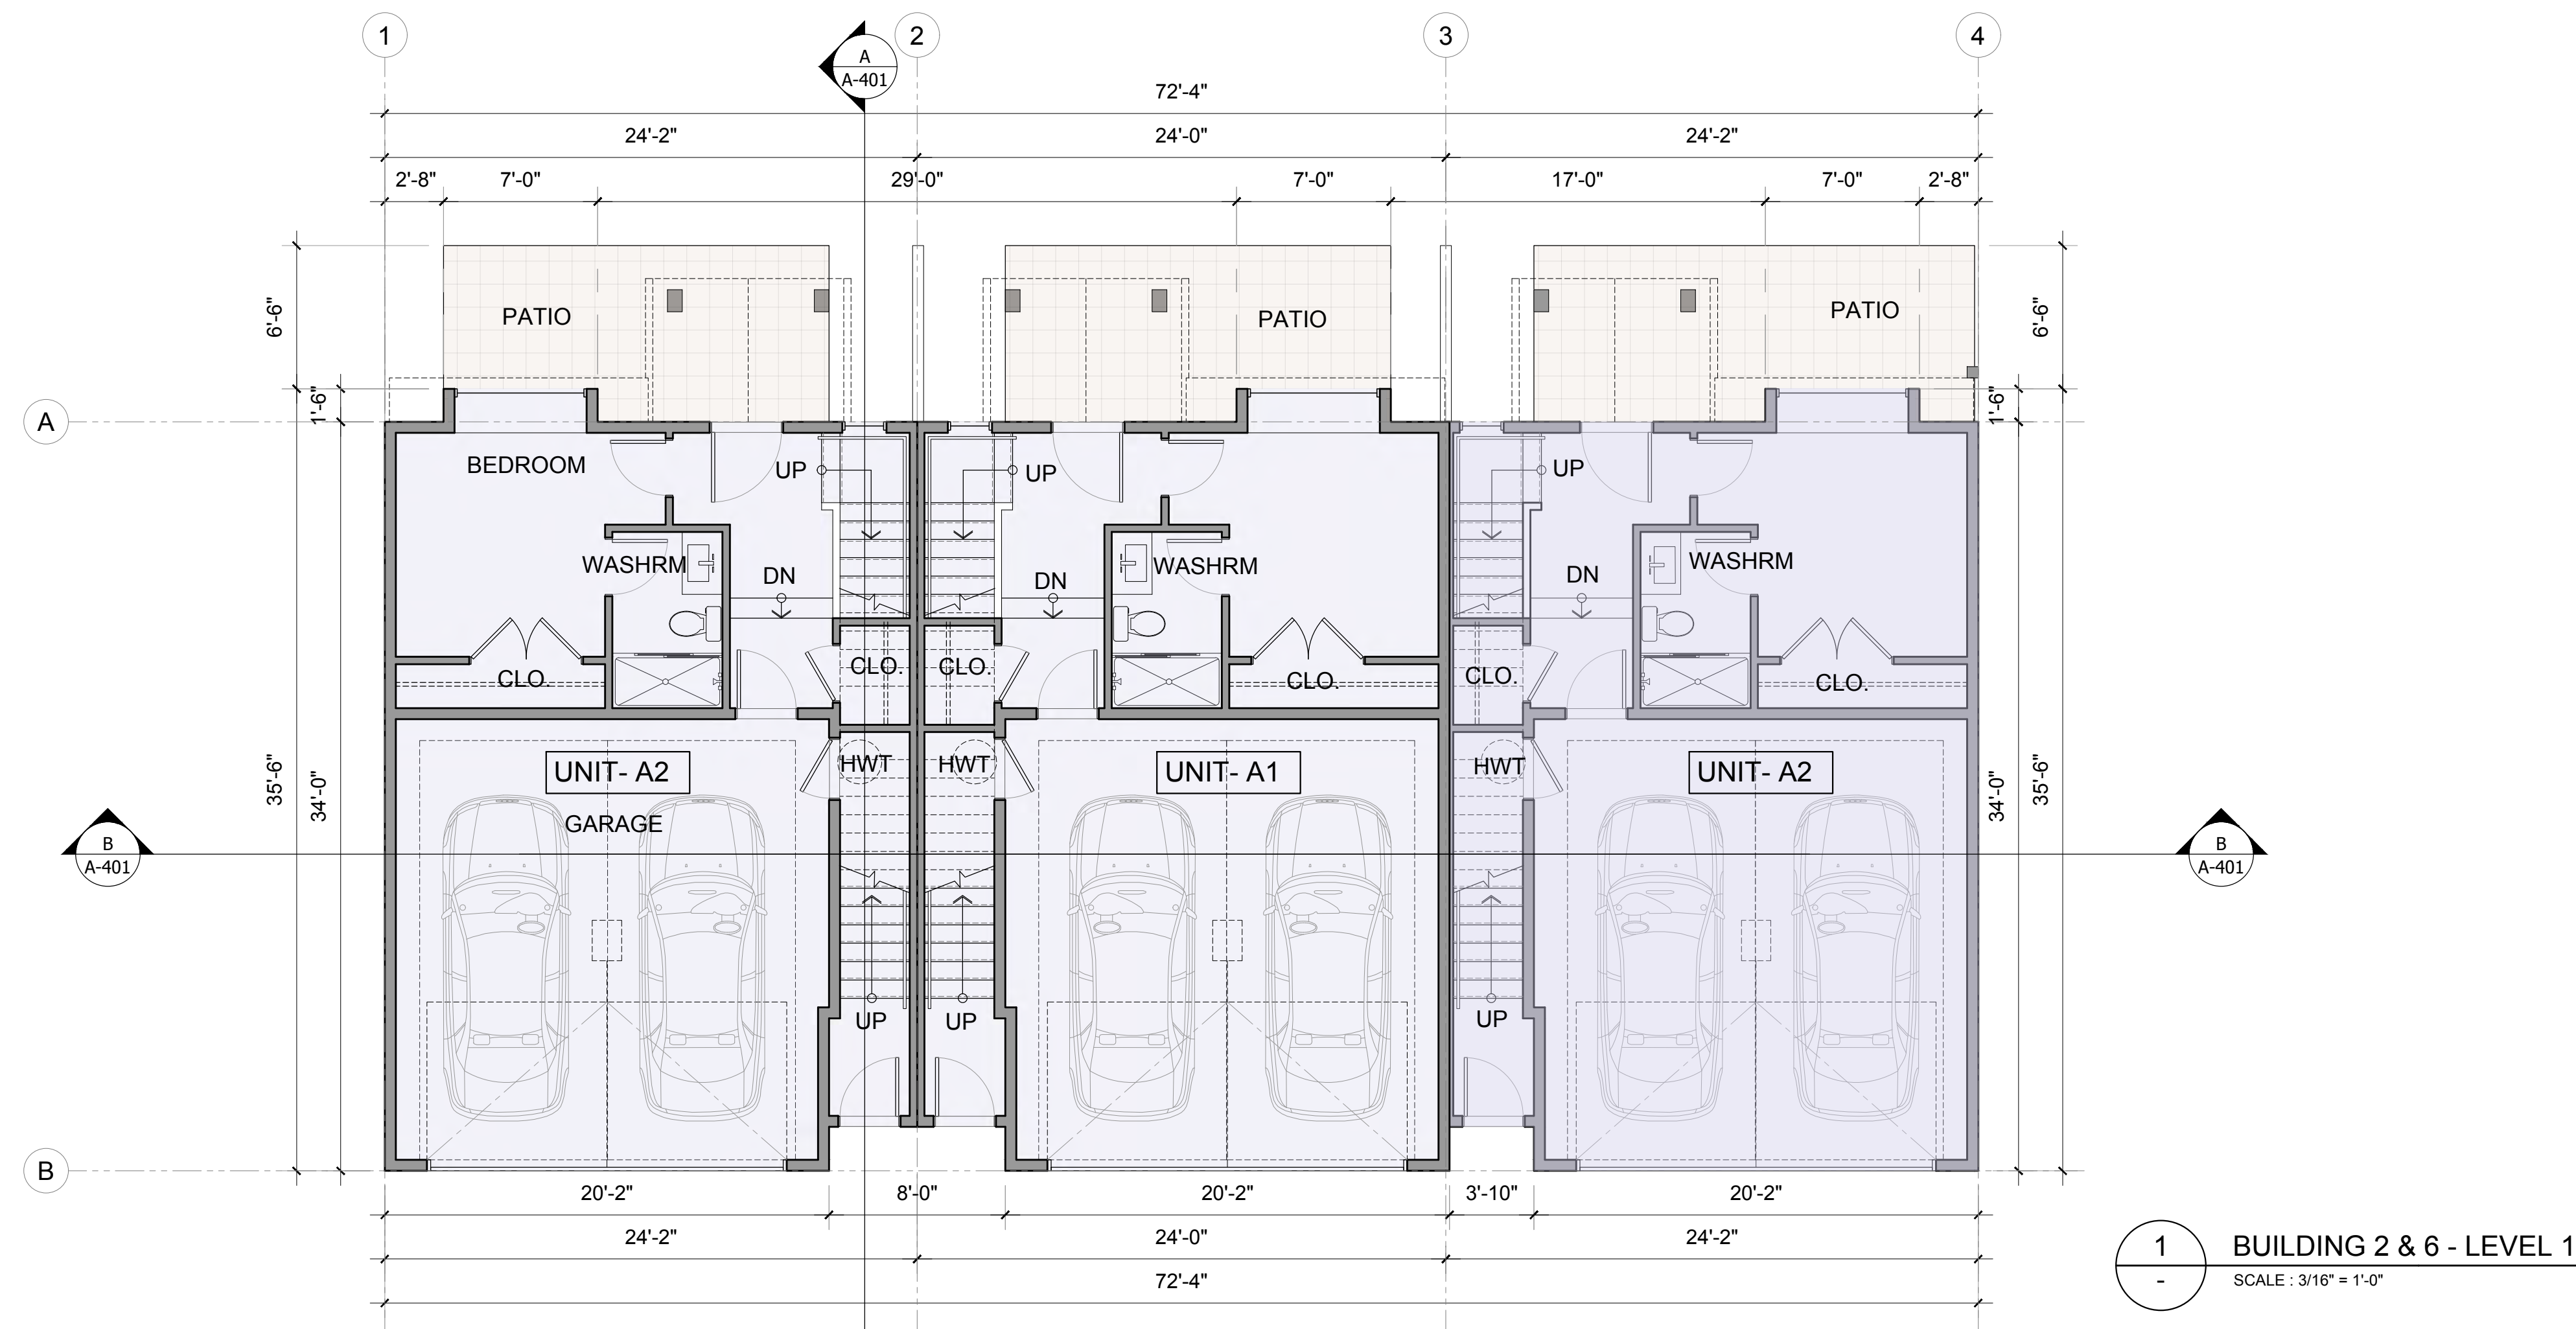 1
2
3
4
A
A-401
72'-4"
24'-2"
24'-0"
24'-2"
2'-8"
7'-0"
29'-0"
7'-0"
17'-0"
7'-0"
2'-8"
6'-6"
PATIO
PATIO
PATIO
6'-6"
1'-6"
1'-6"
A
BEDROOM
UP
UP
UP
WASHRM
WASHRM
WASHRM
DN
DN
DN
CLO.
CLO.
CLO.
CLO.
CLO.
CLO.
UNIT- A2
HWT
HWT
UNIT- A1
HWT
UNIT- A2
35'-6"
34'-0"
34'-0"
35'-6"
GARAGE
B
A-401
B
A-401
UP
UP
UP
B
20'-2"
8'-0"
20'-2"
3'-10"
20'-2"
24'-2"
24'-0"
24'-2"
72'-4"
1
-
BUILDING 2 & 6 - LEVEL 1
SCALE : 3/16" = 1'-0"